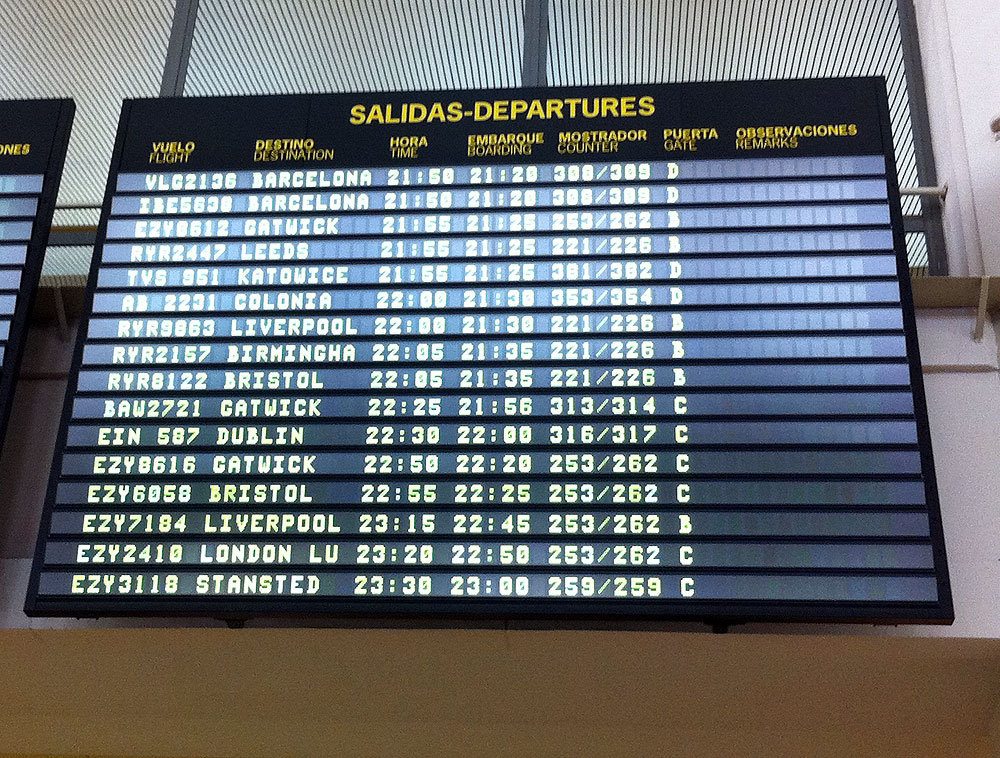 ONES
SALIDAS-DEPARTURES
VUELO DESTINO HORA EMBARQUE MOSTRADOR PUERTA OBSERVACIONES
FLIGHT DESTINATION TIME BOARDING COUNTER GATE REMARKS
VLG2136 BARCELONA 21:50 21:20 308/309 D
IBE5630 BARCELONA 21:50 21:20 308/309 D
EZY8612 GATWICK 21:55 21:25 253/262 B
RYR2447 LEEDS 21:55 21:25 221/226 B
TVS 951 KATOWICE 21:55 21:25 381/382 D
AB 2231 COLONIA 22:00 21:30 353/354 D
RYR9863 LIVERPOOL 22:00 21:30 221/226 B
RYR2157 BIRMINGHA 22:05 21:35 221/226 B
RYR8122 BRISTOL 22:05 21:35 221/226 B
BAW2721 GATWICK 22:25 21:56 313/314 C
EIN 587 DUBLIN 22:30 22:00 316/317 C
EZY8616 GATWICK 22:50 22:20 253/262 C
EZY6058 BRISTOL 22:55 22:25 253/262 C
EZY7184 LIVERPOOL 23:15 22:45 253/262 B
EZY2410 LONDON LU 23:20 22:50 253/262 C
EZY3118 STANSTED 23:30 23:00 259/259 C